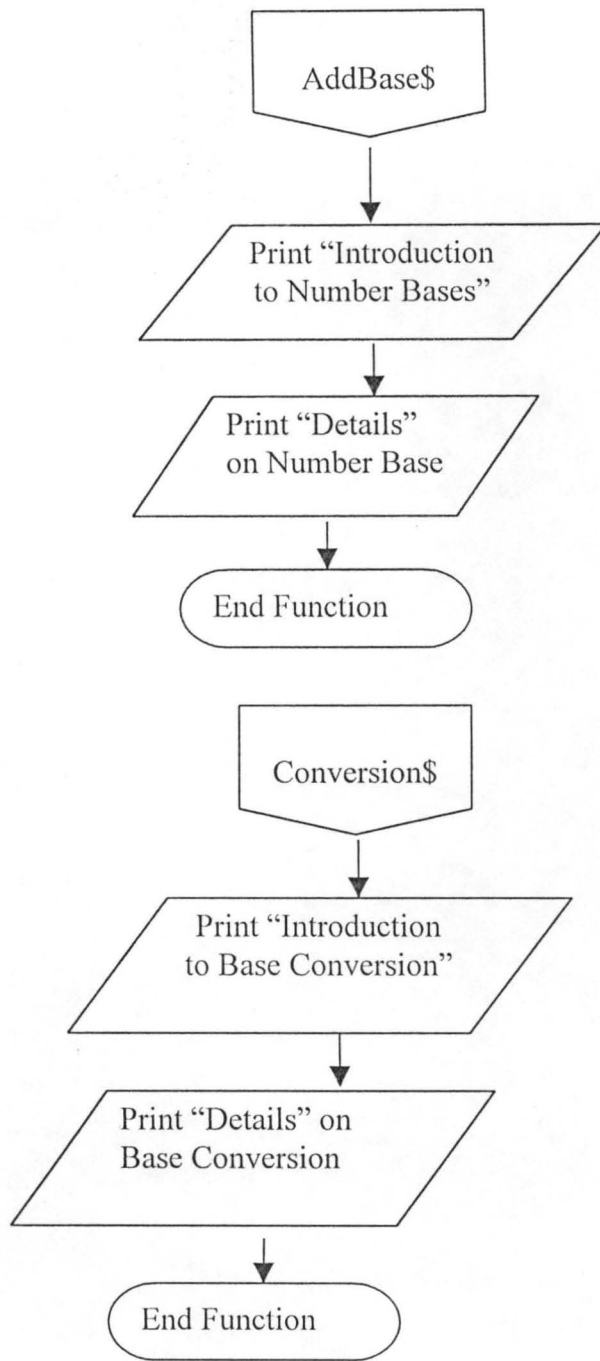 AddBase$
Print “Introduction
to Number Bases”
Print “Details”
on Number Base
End Function
Conversion$
Print “Introduction
to Base Conversion”
Print “Details” on
Base Conversion
End Function